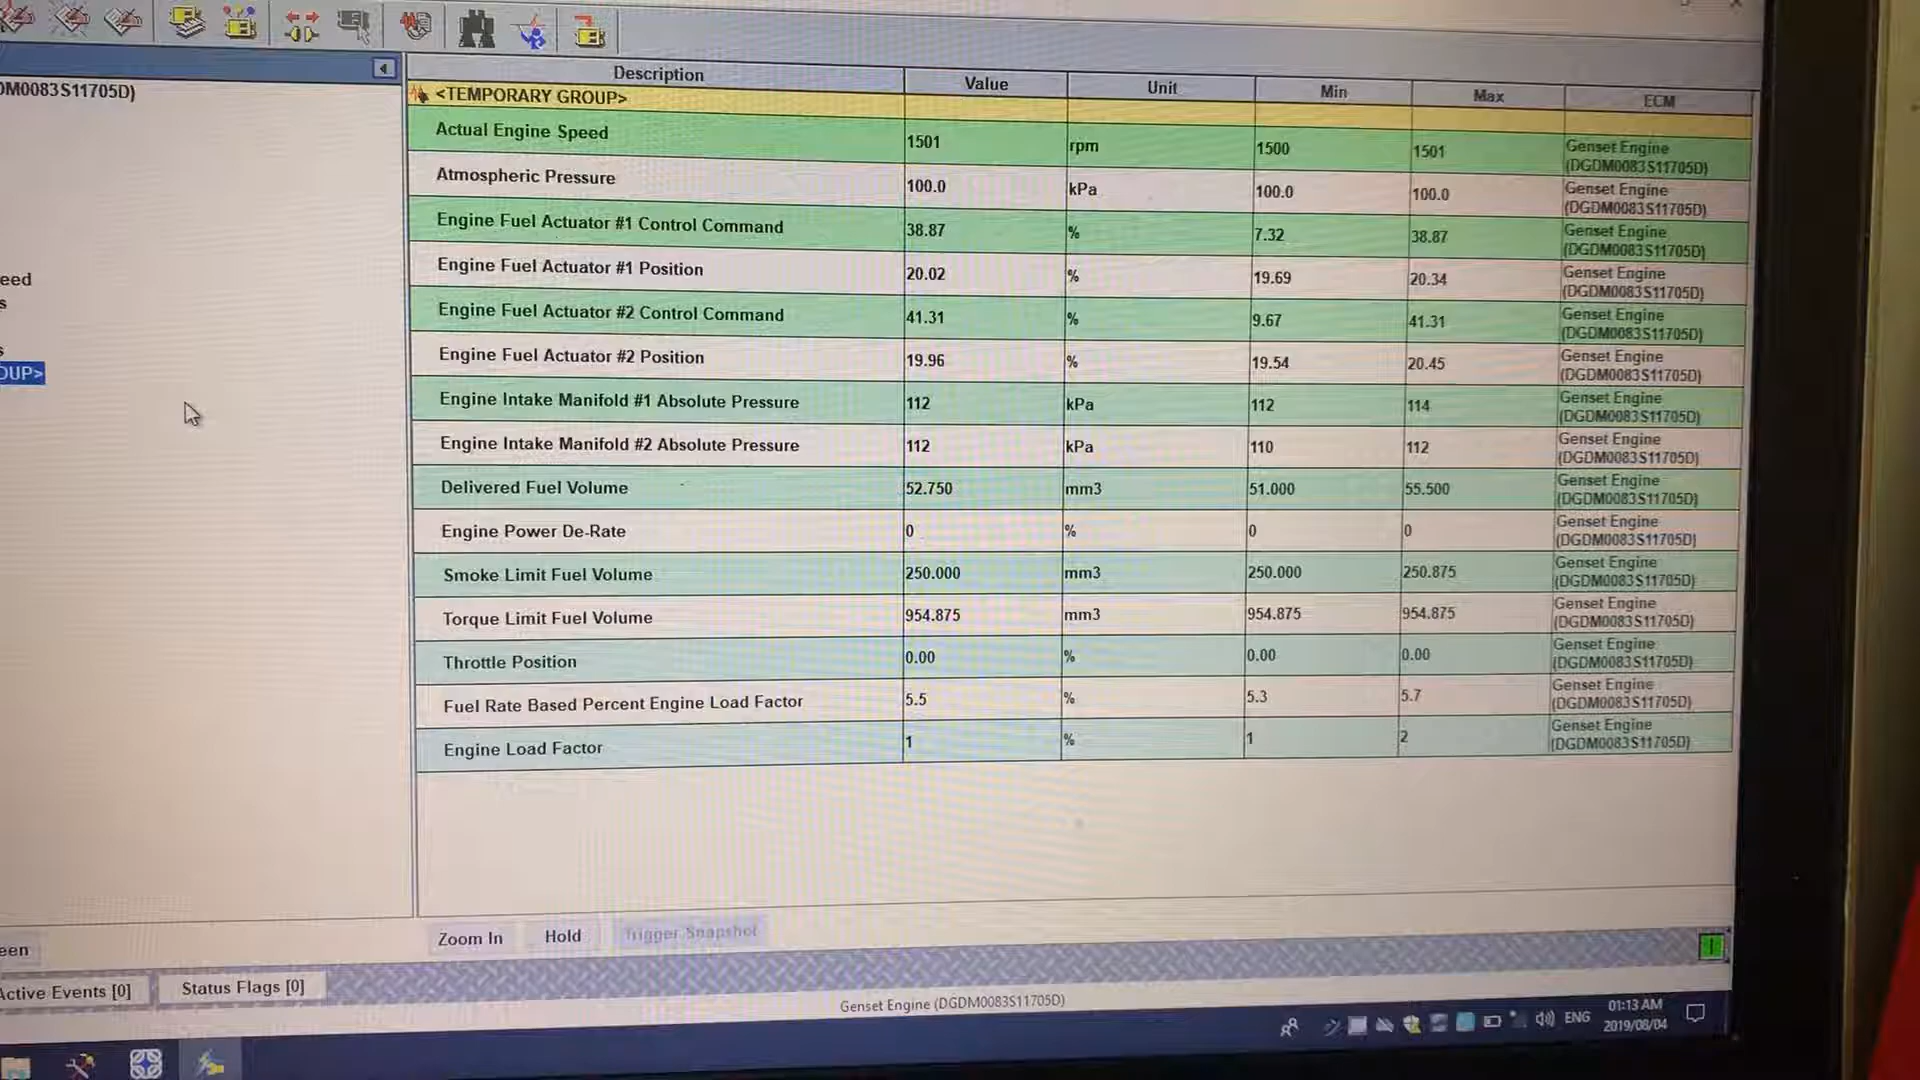 DM0083S11705D)
eed
s
s
OUP>
Description Value Unit Min Max ECM
<TEMPORARY GROUP>
Actual Engine Speed 1501 rpm 1500 1501 Genset Engine (DGDM0083S11705D)
Atmospheric Pressure 100.0 kPa 100.0 100.0 Genset Engine (DGDM0083S11705D)
Engine Fuel Actuator #1 Control Command 38.87 % 7.32 38.87 Genset Engine (DGDM0083S11705D)
Engine Fuel Actuator #1 Position 20.02 % 19.69 20.34 Genset Engine (DGDM0083S11705D)
Engine Fuel Actuator #2 Control Command 41.31 % 9.67 41.31 Genset Engine (DGDM0083S11705D)
Engine Fuel Actuator #2 Position 19.96 % 19.54 20.45 Genset Engine (DGDM0083S11705D)
Engine Intake Manifold #1 Absolute Pressure 112 kPa 112 114 Genset Engine (DGDM0083S11705D)
Engine Intake Manifold #2 Absolute Pressure 112 kPa 110 112 Genset Engine (DGDM0083S11705D)
Delivered Fuel Volume 52.750 mm3 51.000 55.500 Genset Engine (DGDM0083S11705D)
Engine Power De-Rate 0 % 0 0 Genset Engine (DGDM0083S11705D)
Smoke Limit Fuel Volume 250.000 mm3 250.000 250.875 Genset Engine (DGDM0083S11705D)
Torque Limit Fuel Volume 954.875 mm3 954.875 954.875 Genset Engine (DGDM0083S11705D)
Throttle Position 0.00 % 0.00 0.00 Genset Engine (DGDM0083S11705D)
Fuel Rate Based Percent Engine Load Factor 5.5 % 5.3 5.7 Genset Engine (DGDM0083S11705D)
Engine Load Factor 1 % 1 2 Genset Engine (DGDM0083S11705D)
Zoom In Hold Trigger Snapshot
een
Active Events [0] Status Flags [0]
Genset Engine (DGDM0083S11705D)
ENG 01:13 AM
2019/08/04